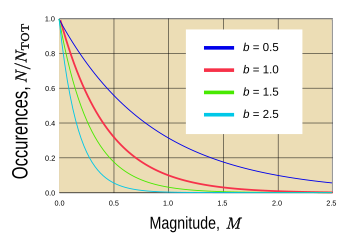 Occurences, N/N_TOT
1.0
0.8
0.6
0.4
0.2
0.0
b = 0.5
b = 1.0
b = 1.5
b = 2.5
0.0 0.5 1.0 1.5 2.0 2.5
Magnitude, M